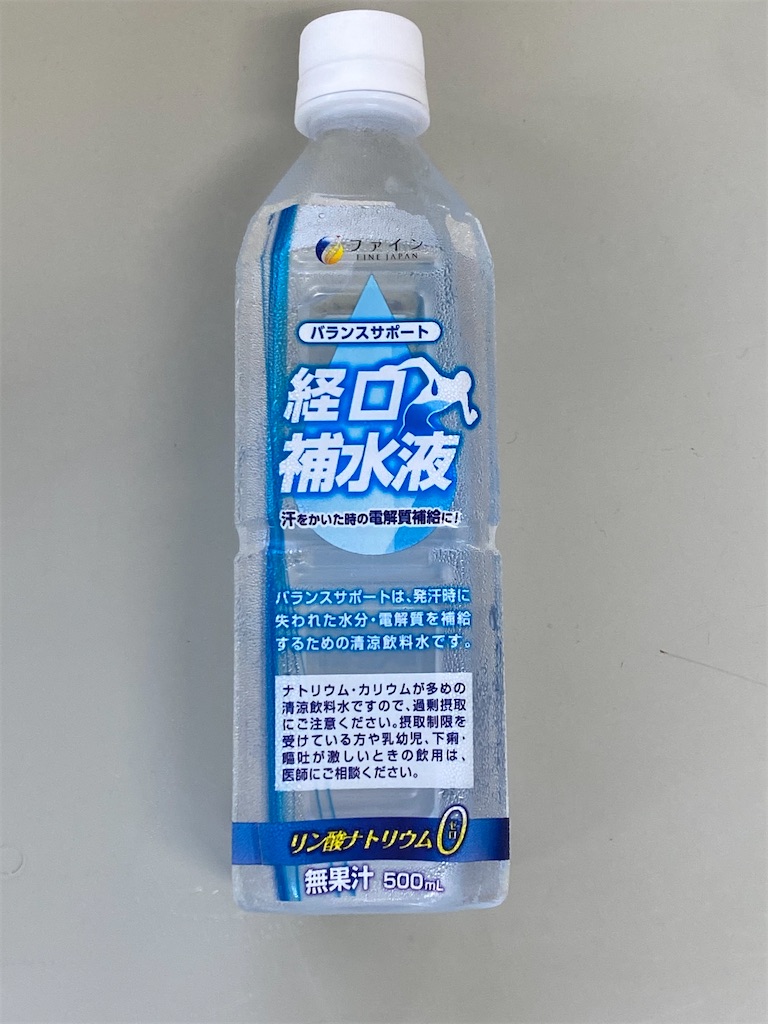 ファイン
FINE JAPAN
バランスサポート
経口
補水液
汗をかいた時の電解質補給に!
バランスサポートは、発汗時に
失われた水分・電解質を補給
するための清涼飲料水です。
ナトリウム・カリウムが多めの
清涼飲料水ですので、過剰摂取
にご注意ください。摂取制限を
受けている方や乳幼児、下痢・
嘔吐が激しいときの飲用は、
医師にご相談ください。
リン酸ナトリウム0
ゼロ
無果汁 500mL